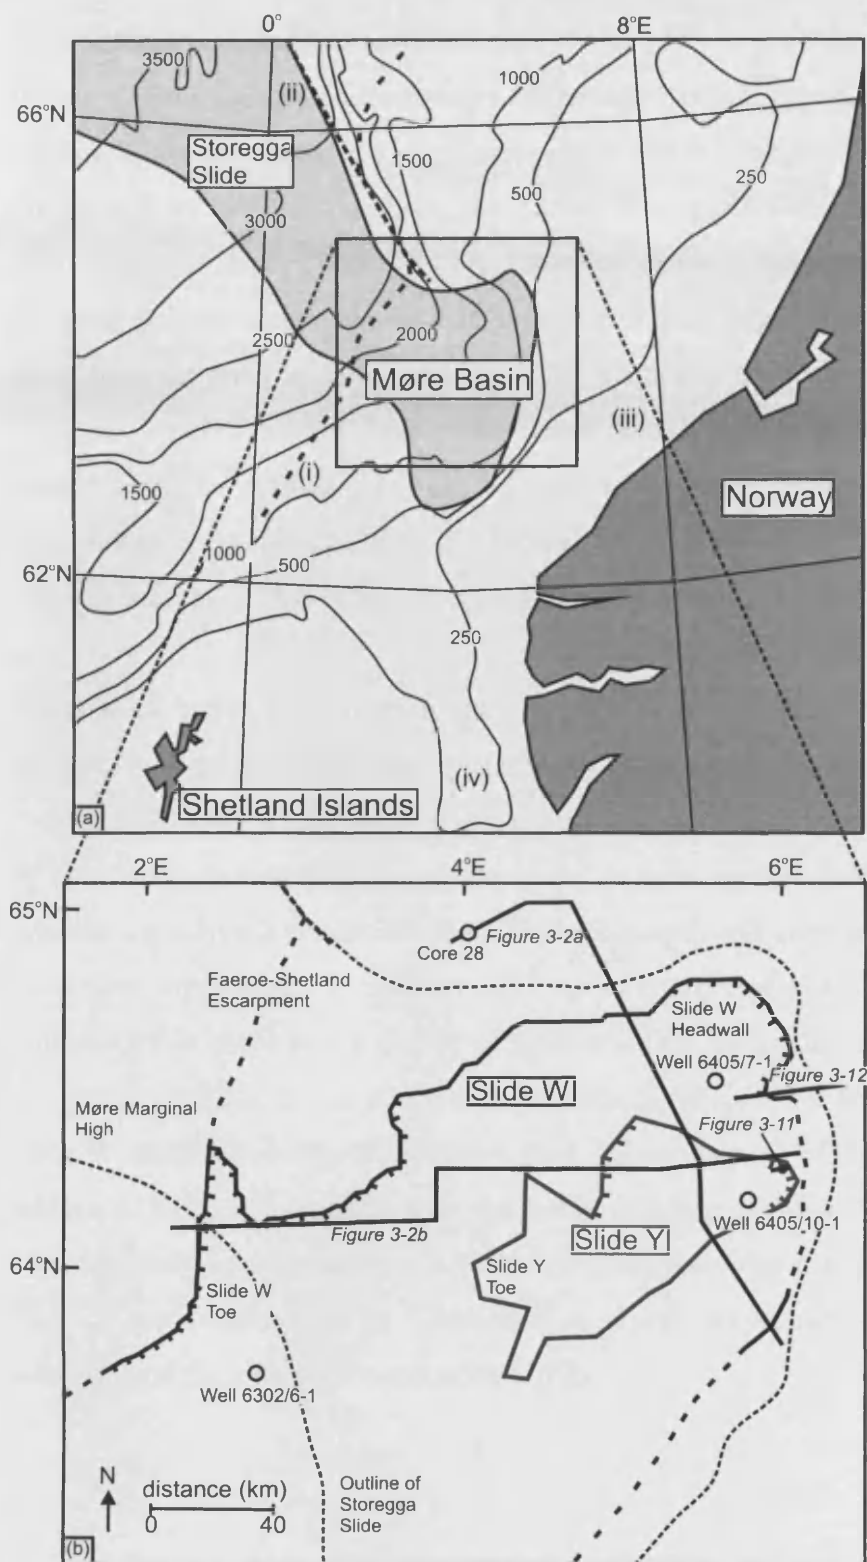 0°
8°E
3500
1000
(ii)
66°N
Storegga
Slide
1500
500
250
3000
2500
2000
Møre Basin
(iii)
(i)
1500
Norway
1000
62°N
500
250
(iv)
Shetland Islands
(a)
2°E
4°E
6°E
65°N
Core 28
Figure 3-2a
Faeroe-Shetland
Escarpment
Slide W
Headwall
Well 6405/7-1
Figure 3-12
Slide W
Møre Marginal
High
Figure 3-11
Well 6405/10-1
Figure 3-2b
Slide Y
64°N
Slide Y
Toe
Slide W
Toe
Well 6302/6-1
N
distance (km)
0 40
Outline of
Storegga
Slide
(b)